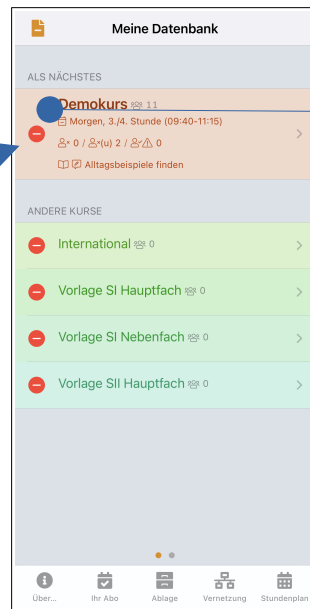 Meine Datenbank
ALS NÄCHSTES
Demokurs 11
Morgen, 3./4. Stunde (09:40-11:15)
0 / (u) 2 / 0
Alltagsbeispiele finden
ANDERE KURSE
International 0
Vorlage SI Hauptfach 0
Vorlage SI Nebenfach 0
Vorlage SII Hauptfach 0
Über... Ihr Abo Ablage Vernetzung Stundenplan